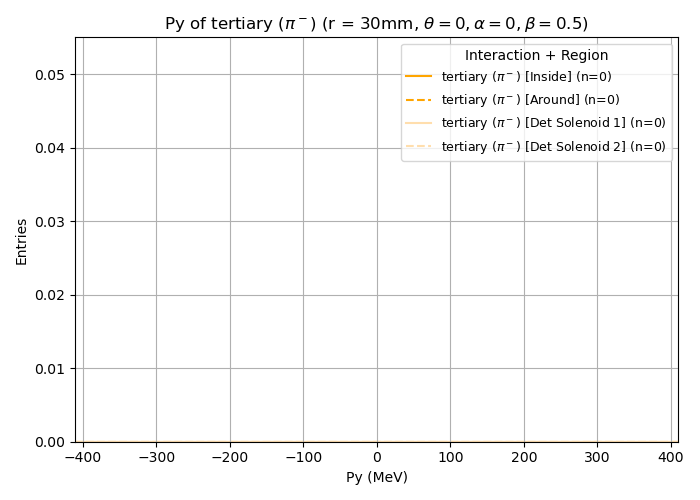 Py of tertiary (π⁻) (r = 30mm, θ = 0, α = 0, β = 0.5)
Interaction + Region
tertiary (π⁻) [Inside] (n=0)
tertiary (π⁻) [Around] (n=0)
tertiary (π⁻) [Det Solenoid 1] (n=0)
tertiary (π⁻) [Det Solenoid 2] (n=0)
Entries
0.05
0.04
0.03
0.02
0.01
0.00
−400 −300 −200 −100 0 100 200 300 400
Py (MeV)